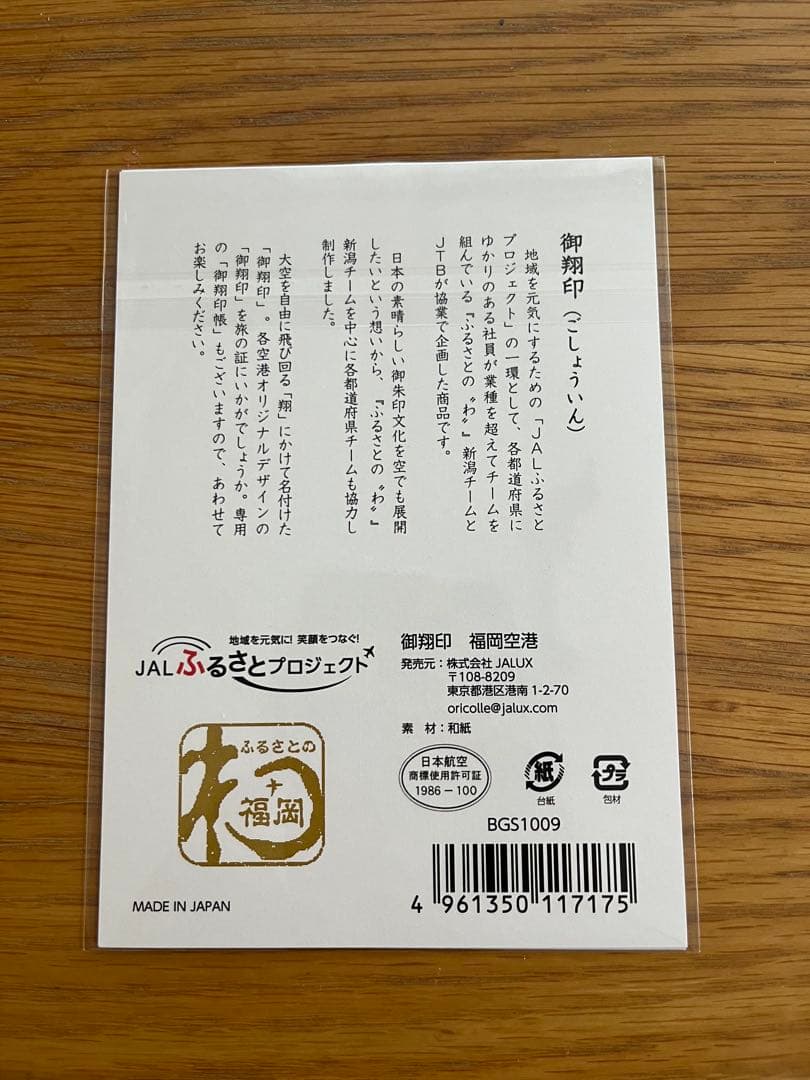 御翔印（ごしょういん）
地域を元気にするための「JALふるさと
プロジェクト」の一環として、各都道府県に
ゆかりのある社員が業種を超えてチームを
組んでいる『ふるさとの〝わ〟』新潟チームと
JTBが協業で企画した商品です。
日本の素晴らしい御朱印文化を空でも展開
したいという想いから、『ふるさとの〝わ〟』
新潟チームを中心に各都道府県チームも協力し
制作しました。
大空を自由に飛び回る「翔」にかけて名付けた
「御翔印」。各空港オリジナルデザインの
「御翔印」を旅の証にいかがでしょうか。専用
の「御翔印帳」もございますので、あわせて
お楽しみください。
地域を元気に! 笑顔をつなぐ!
JALふるさとプロジェクト
ふるさとの
わ
福岡
MADE IN JAPAN
御翔印 福岡空港
発売元：株式会社 JALUX
〒108-8209
東京都港区港南 1-2-70
oricolle@jalux.com
素 材：和紙
日本航空
商標使用許可証
1986－100
紙
台紙
プラ
包材
BGS1009
4 961350 117175